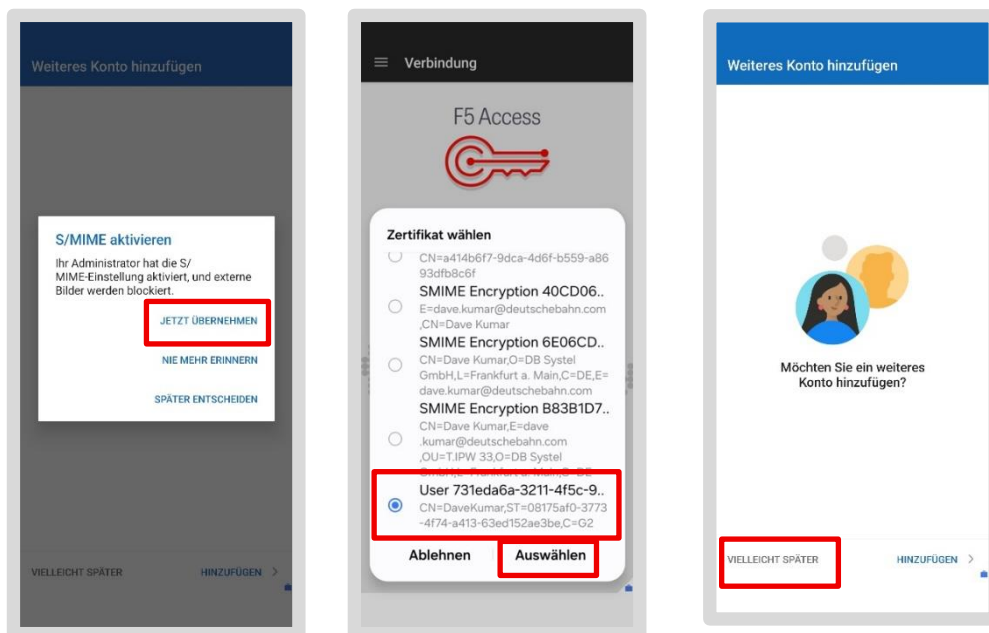 Weiteres Konto hinzufügen
S/MIME aktivieren
Ihr Administrator hat die S/
MIME-Einstellung aktiviert, und externe
Bilder werden blockiert.
JETZT ÜBERNEHMEN
NIE MEHR ERINNERN
SPÄTER ENTSCHEIDEN
VIELLEICHT SPÄTER
HINZUFÜGEN >
Verbindung
F5 Access
Zertifikat wählen
CN=a414b6f7-9dca-4d6f-b559-a86
93dfb8c6f
SMIME Encryption 40CD06..
E=dave.kumar@deutschebahn.com
,CN=Dave Kumar
SMIME Encryption 6E06CD..
CN=Dave Kumar,O=DB Systel
GmbH,L=Frankfurt a. Main,C=DE,E=
dave.kumar@deutschebahn.com
SMIME Encryption B83B1D7..
CN=Dave Kumar,E=dave
.kumar@deutschebahn.com
,OU=T.IPW 33,O=DB Systel
GmbH,L=Frankfurt a. Main,C=DE
User 731eda6a-3211-4f5c-9..
CN=DaveKumar,ST=08175af0-3773
-4f74-a413-63ed152ae3be,C=G2
Ablehnen
Auswählen
Weiteres Konto hinzufügen
Möchten Sie ein weiteres
Konto hinzufügen?
VIELLEICHT SPÄTER
HINZUFÜGEN >